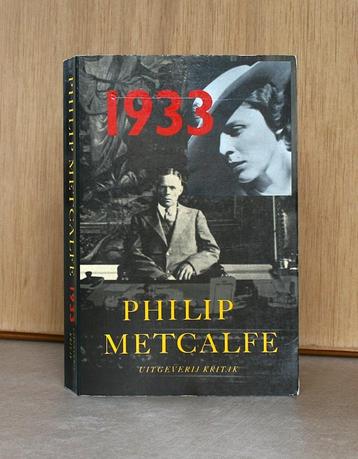 1933
PHILIP
METCALFE
UITGEVERIJ KRITAK
PHILIP METCALFE 1933